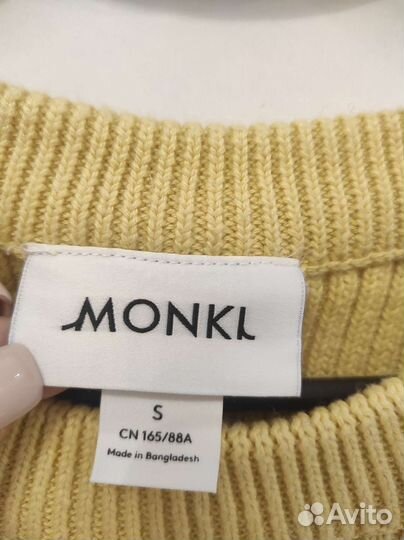 MONKI
S
CN 165/88A
Made in Bangladesh
Avito